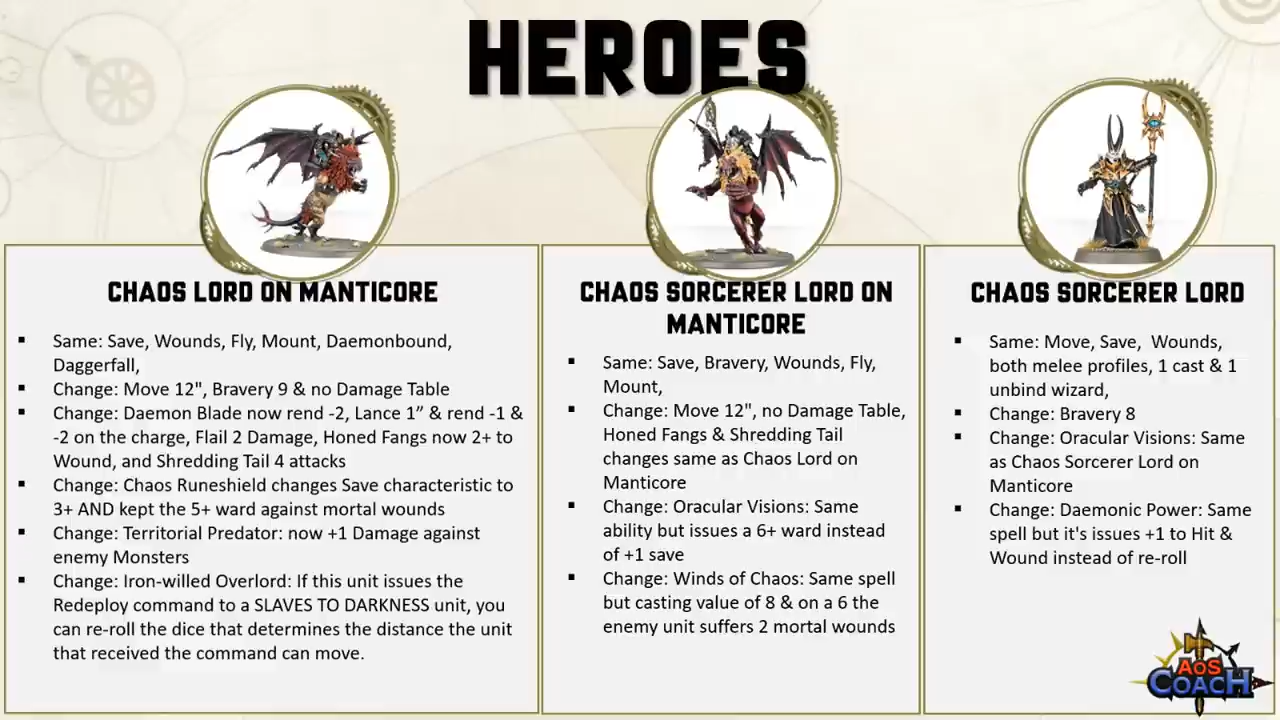 HEROES
CHAOS LORD ON MANTICORE
▪ Same: Save, Wounds, Fly, Mount, Daemonbound,
Daggerfall,
▪ Change: Move 12", Bravery 9 & no Damage Table
▪ Change: Daemon Blade now rend -2, Lance 1” & rend -1 &
-2 on the charge, Flail 2 Damage, Honed Fangs now 2+ to
Wound, and Shredding Tail 4 attacks
▪ Change: Chaos Runeshield changes Save characteristic to
3+ AND kept the 5+ ward against mortal wounds
▪ Change: Territorial Predator: now +1 Damage against
enemy Monsters
▪ Change: Iron-willed Overlord: If this unit issues the
Redeploy command to a SLAVES TO DARKNESS unit, you
can re-roll the dice that determines the distance the unit
that received the command can move.
CHAOS SORCERER LORD ON
MANTICORE
▪ Same: Save, Bravery, Wounds, Fly,
Mount,
▪ Change: Move 12", no Damage Table,
Honed Fangs & Shredding Tail
changes same as Chaos Lord on
Manticore
▪ Change: Oracular Visions: Same
ability but issues a 6+ ward instead
of +1 save
▪ Change: Winds of Chaos: Same spell
but casting value of 8 & on a 6 the
enemy unit suffers 2 mortal wounds
CHAOS SORCERER LORD
▪ Same: Move, Save, Wounds,
both melee profiles, 1 cast & 1
unbind wizard,
▪ Change: Bravery 8
▪ Change: Oracular Visions: Same
as Chaos Sorcerer Lord on
Manticore
▪ Change: Daemonic Power: Same
spell but it's issues +1 to Hit &
Wound instead of re-roll
AoS
COACH